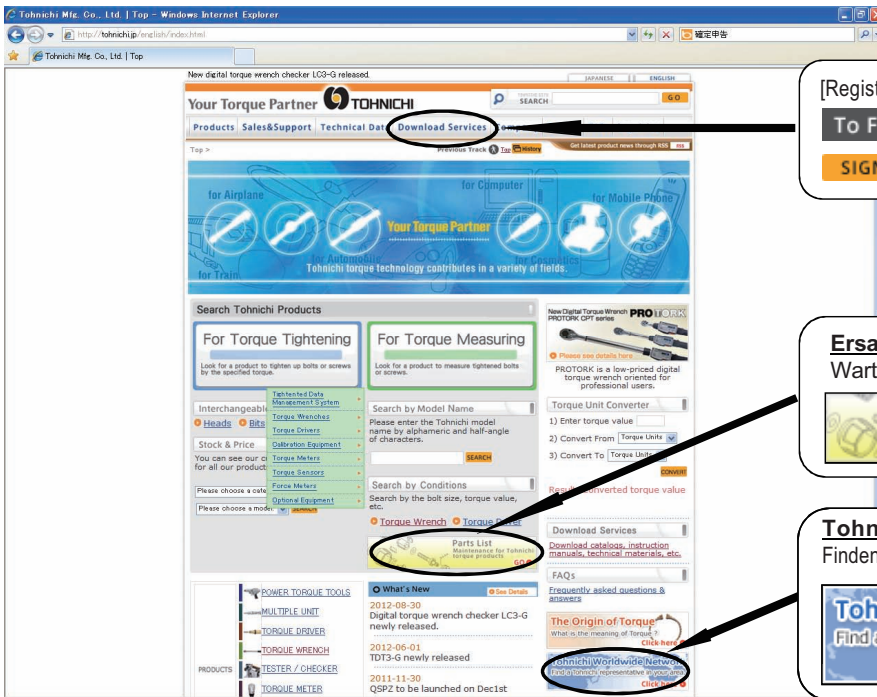 Tohnichi Mfg. Co., Ltd. | Top - Windows Internet Explorer
http://tohnichi.jp/english/index.html
確定申告
Tohnichi Mfg. Co., Ltd. | Top
New digital torque wrench checker LC3-G released.
JAPANESE || ENGLISH
Your Torque Partner TOHNICHI
SEARCH
GO
Products Sales&Support Technical Data Download Services
Top >
Previous Track Top History
Get latest product news through RSS RSS
for Airplane
for Computer
for Mobile Phone
Your Torque Partner
for Automobile
for Cosmetics
for Train
Tohnichi torque technology contributes in a variety of fields.
Search Tohnichi Products
For Torque Tightening
Look for a product to tighten up bolts or screws
by the specified torque.
For Torque Measuring
Look for a product to measure tightened bolts
or screws.
New Digital Torque Wrench PROTORK
PROTORK CPT series
Please see details here
PROTORK is a low-priced digital
torque wrench oriented for
professional users.
Tightented Data
Management System
Torque Wrenches
Torque Drivers
Calibration Equipment
Torque Meters
Torque Sensors
Force Meters
Optional Equipment
Interchangeabl
Heads Bits
Stock & Price
You can see our c
for all our product
Please choose a cate
Please choose a model
SEARCH
Search by Model Name
Please enter the Tohnichi model
name by alphameric and half-angle
of characters.
SEARCH
Search by Conditions
Search by the bolt size, torque value,
etc.
Torque Wrench Torque Driver
Parts List
Maintenance for Tohnichi
torque products
GO
Torque Unit Converter
1) Enter torque value
2) Convert From Torque Units
3) Convert To Torque Units
CONVERT
converted torque value
Download Services
Download catalogs, instruction
manuals, technical materials, etc.
FAQs
Frequently asked questions &
answers
The Origin of Torque
What is the meaning of Torque ?
Click here
Tohnichi Worldwide Network
Find a Tohnichi representative in your area
Click here
PRODUCTS
POWER TORQUE TOOLS
MULTIPLE UNIT
TORQUE DRIVER
TORQUE WRENCH
TESTER / CHECKER
TORQUE METER
What's New
See Details
2012-08-30
Digital torque wrench checker LC3-G
newly released.
2012-06-01
TDT3-G newly released
2011-11-30
QSPZ to be launched on Dec1st
[Regist
To F
SIGN
Ersa
Wart
Tohn
Finden
Toh
Find a